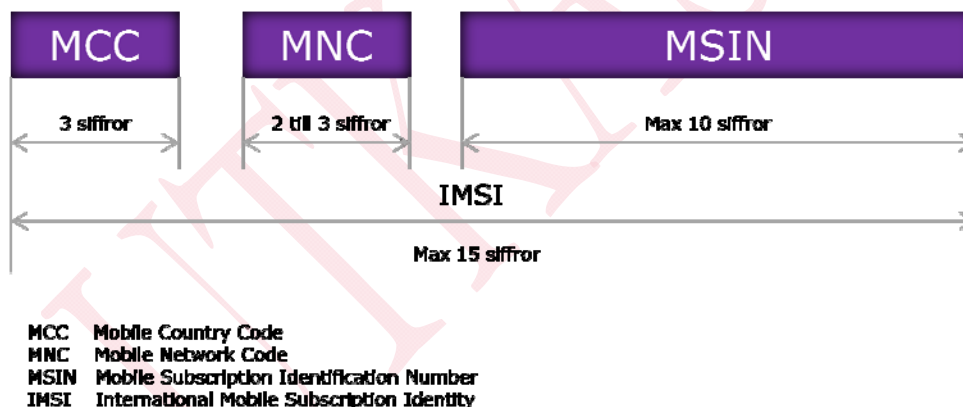 MCC MNC MSIN
3 siffror 2 till 3 siffror Max 10 siffror
IMSI
Max 15 siffror
MCC Mobile Country Code
MNC Mobile Network Code
MSIN Mobile Subscription Identification Number
IMSI International Mobile Subscription Identity